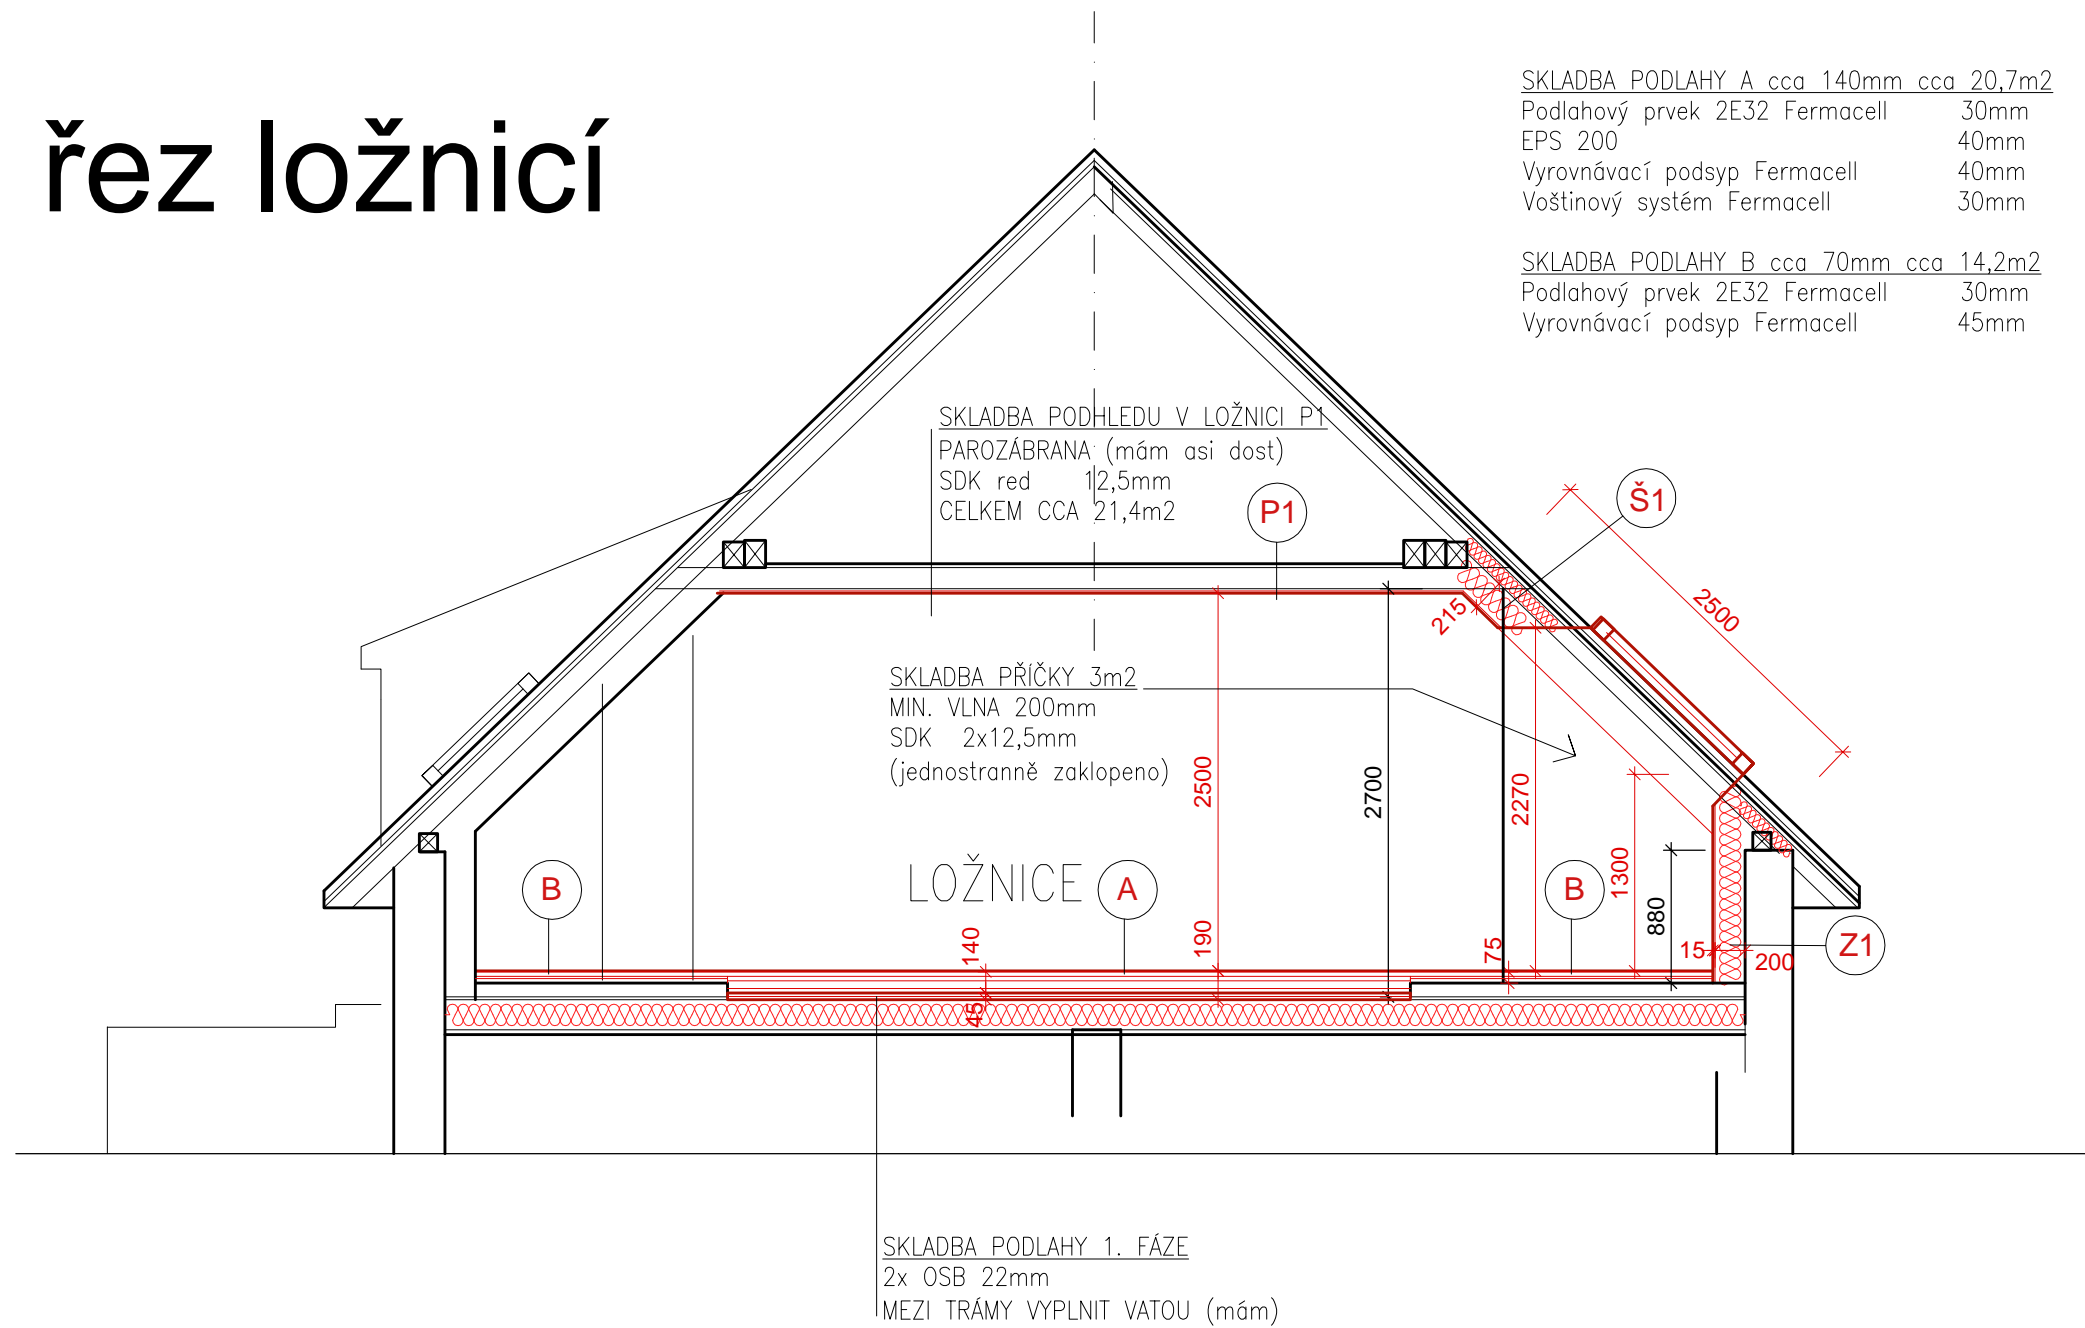 řez ložnicí
SKLADBA PODLAHY A cca 140mm cca 20,7m2
Podlahový prvek 2E32 Fermacell 30mm
EPS 200 40mm
Vyrovnávací podsyp Fermacell 40mm
Voštinový systém Fermacell 30mm
SKLADBA PODLAHY B cca 70mm cca 14,2m2
Podlahový prvek 2E32 Fermacell 30mm
Vyrovnávací podsyp Fermacell 45mm
SKLADBA PODHLEDU V LOŽNICI P1
PAROZÁBRANA (mám asi dost)
SDK red 12,5mm
CELKEM CCA 21,4m2
P1
Š1
2500
215
SKLADBA PŘÍČKY 3m2
MIN. VLNA 200mm
SDK 2x12,5mm
(jednostranně zaklopeno)
2500
2700
2270
1300
880
LOŽNICE
B
A
B
140
190
75
15
200
Z1
45
SKLADBA PODLAHY 1. FÁZE
2x OSB 22mm
MEZI TRÁMY VYPLNIT VATOU (mám)